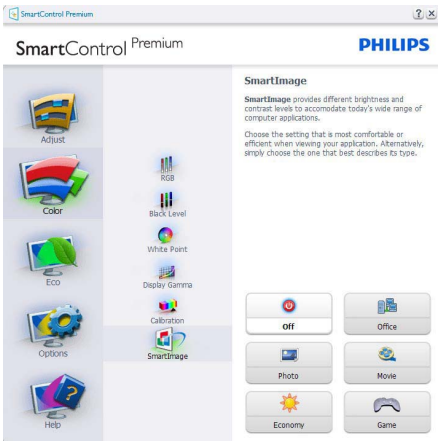 SmartControl Premium
SmartControl Premium
PHILIPS
Adjust
Color
Eco
Options
Help
RGB
Black Level
White Point
Display Gamma
Calibration
SmartImage
SmartImage
SmartImage provides different brightness and
contrast levels to accomodate today's wide range of
computer applications.
Choose the setting that is most comfortable or
efficient when viewing your application. Alternatively,
simply choose the one that best describes its type.
Off
Office
Photo
Movie
Economy
Game